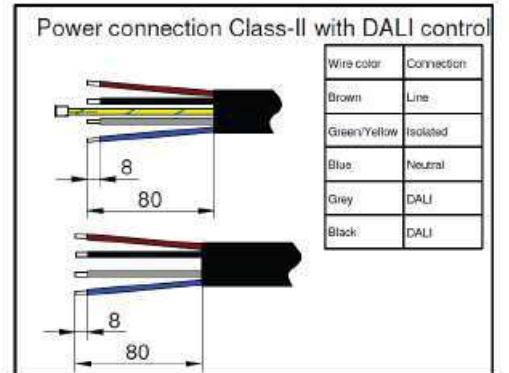 Power connection Class-II with DALI control
Wire color Connection
Brown Line
Green/Yellow Isolated
Blue Neutral
Grey DALI
Black DALI
8
80
8
80